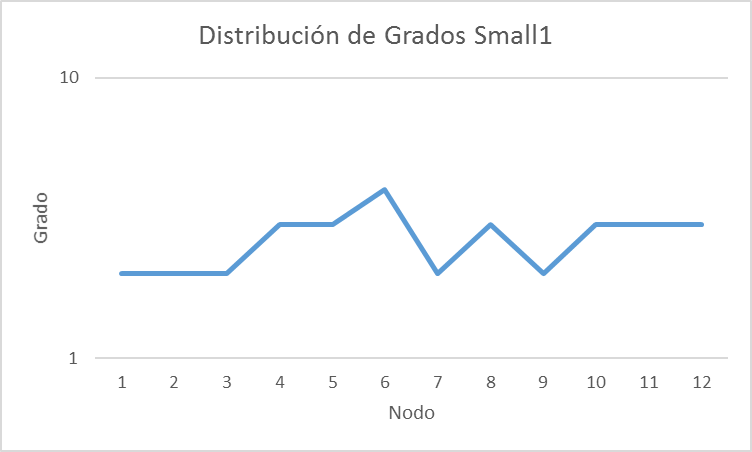 Distribución de Grados Small1
10
Grado
1
1 2 3 4 5 6 7 8 9 10 11 12
Nodo